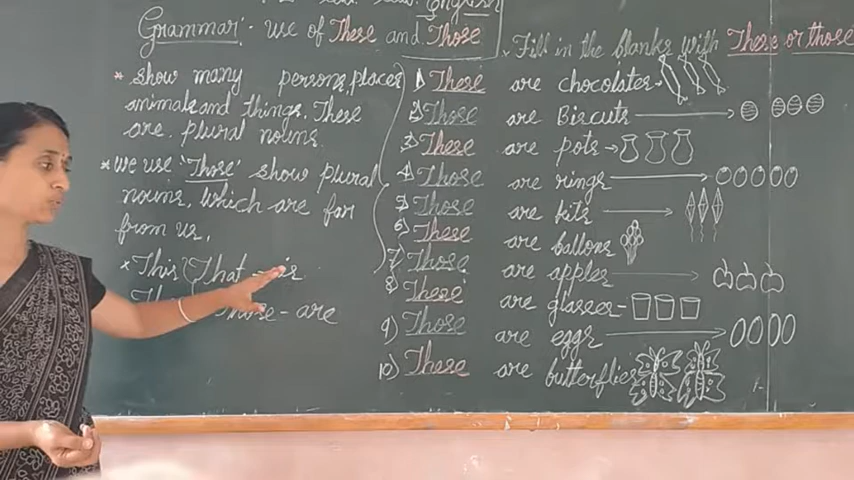 English
Grammar - use of These and Those
* show many persons, places
animals and things. These
are plural nouns.
* we use 'Those' show plural
nouns, which are far
from us.
* This That - is
Those - are
* Fill in the blanks with These or those
1) These are chocolates
2) Those are Biscuts
3) These are pots
4) Those are rings
5) Those are kits
6) These are ballons
7) Those are apples
8) These are glasses
9) Those are eggs
10) These are butterflies